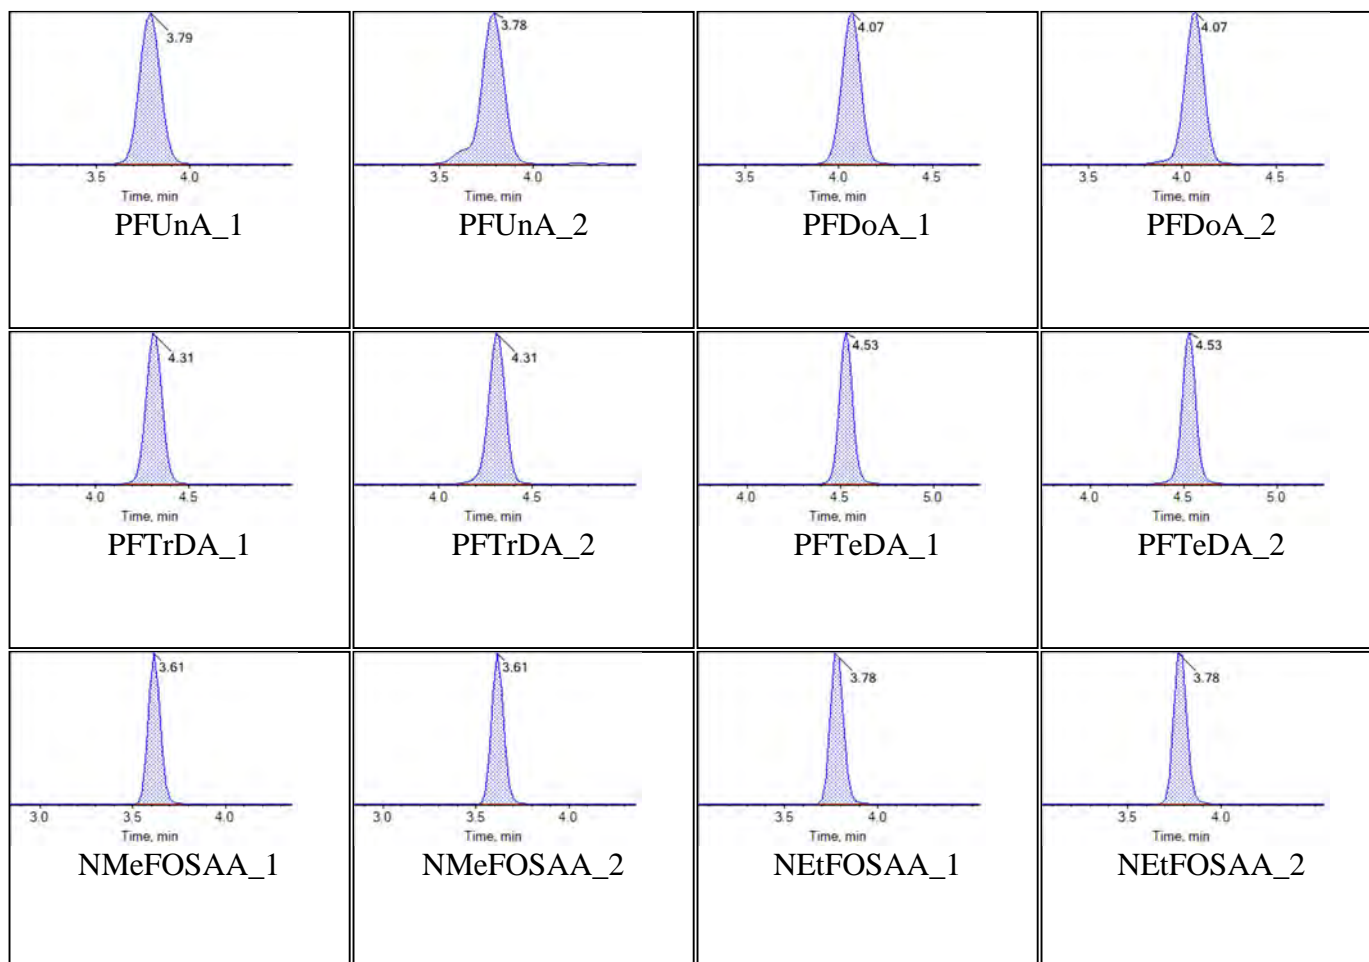 3.79
3.5 4.0
Time, min
PFUnA_1
3.78
3.5 4.0
Time, min
PFUnA_2
4.07
3.5 4.0 4.5
Time, min
PFDoA_1
4.07
3.5 4.0 4.5
Time, min
PFDoA_2
4.31
4.0 4.5
Time, min
PFTrDA_1
4.31
4.0 4.5
Time, min
PFTrDA_2
4.53
4.0 4.5 5.0
Time, min
PFTeDA_1
4.53
4.0 4.5 5.0
Time, min
PFTeDA_2
3.61
3.0 3.5 4.0
Time, min
NMeFOSAA_1
3.61
3.0 3.5 4.0
Time, min
NMeFOSAA_2
3.78
3.5 4.0
Time, min
NEtFOSAA_1
3.78
3.5 4.0
Time, min
NEtFOSAA_2